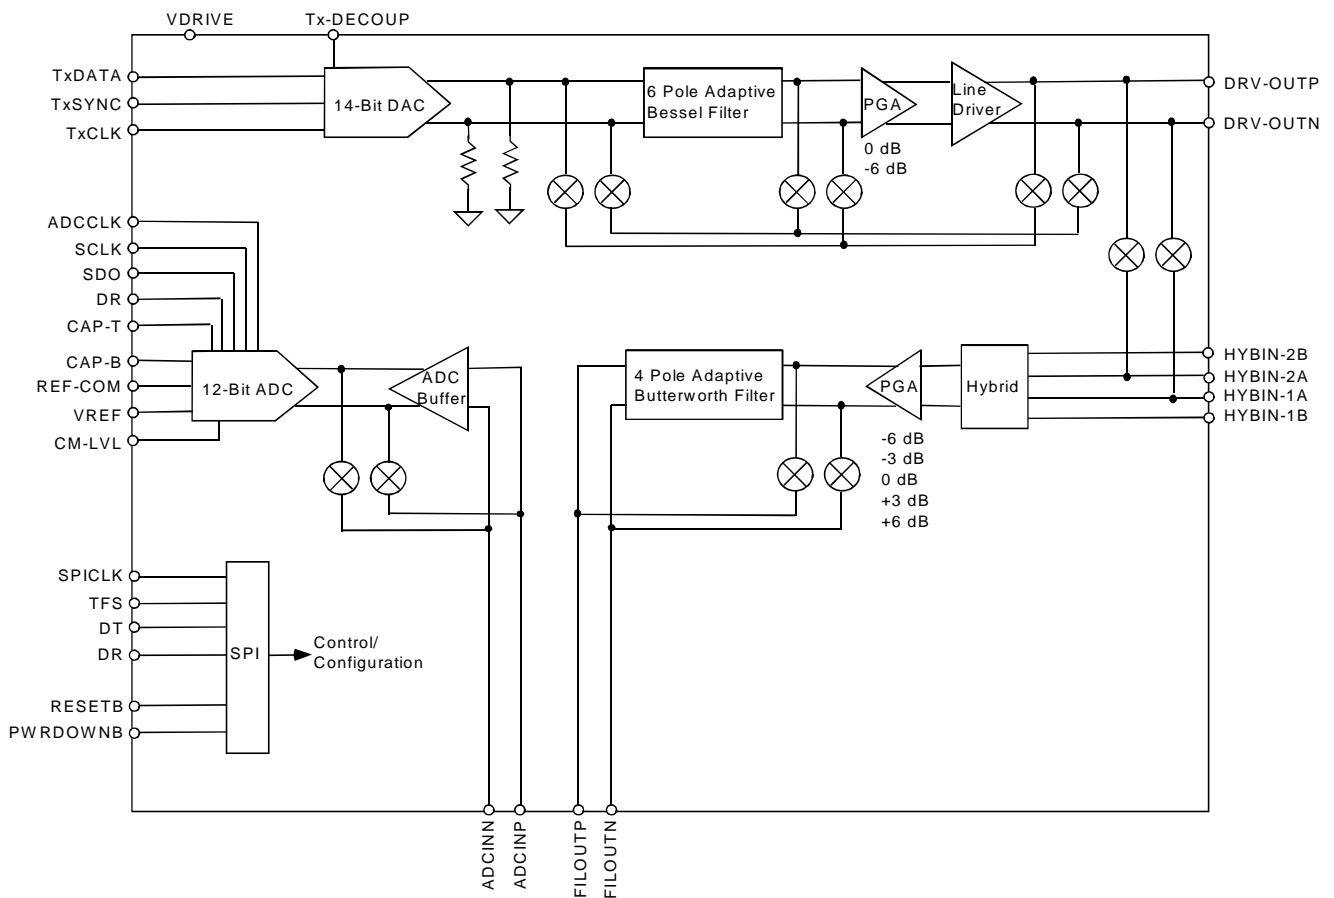 VDRIVE
Tx-DECOUP
TxDATA
TxSYNC
TxCLK
14-Bit DAC
6 Pole Adaptive
Bessel Filter
PGA
0 dB
-6 dB
Line
Driver
DRV-OUTP
DRV-OUTN
ADCCLK
SCLK
SDO
DR
CAP-T
CAP-B
REF-COM
VREF
CM-LVL
12-Bit ADC
ADC
Buffer
4 Pole Adaptive
Butterworth Filter
PGA
-6 dB
-3 dB
0 dB
+3 dB
+6 dB
Hybrid
HYBIN-2B
HYBIN-2A
HYBIN-1A
HYBIN-1B
SPICLK
TFS
DT
DR
RESETB
PWRDOWNB
SPI
Control/
Configuration
ADCINN
ADCINP
FILOUTP
FILOUTN